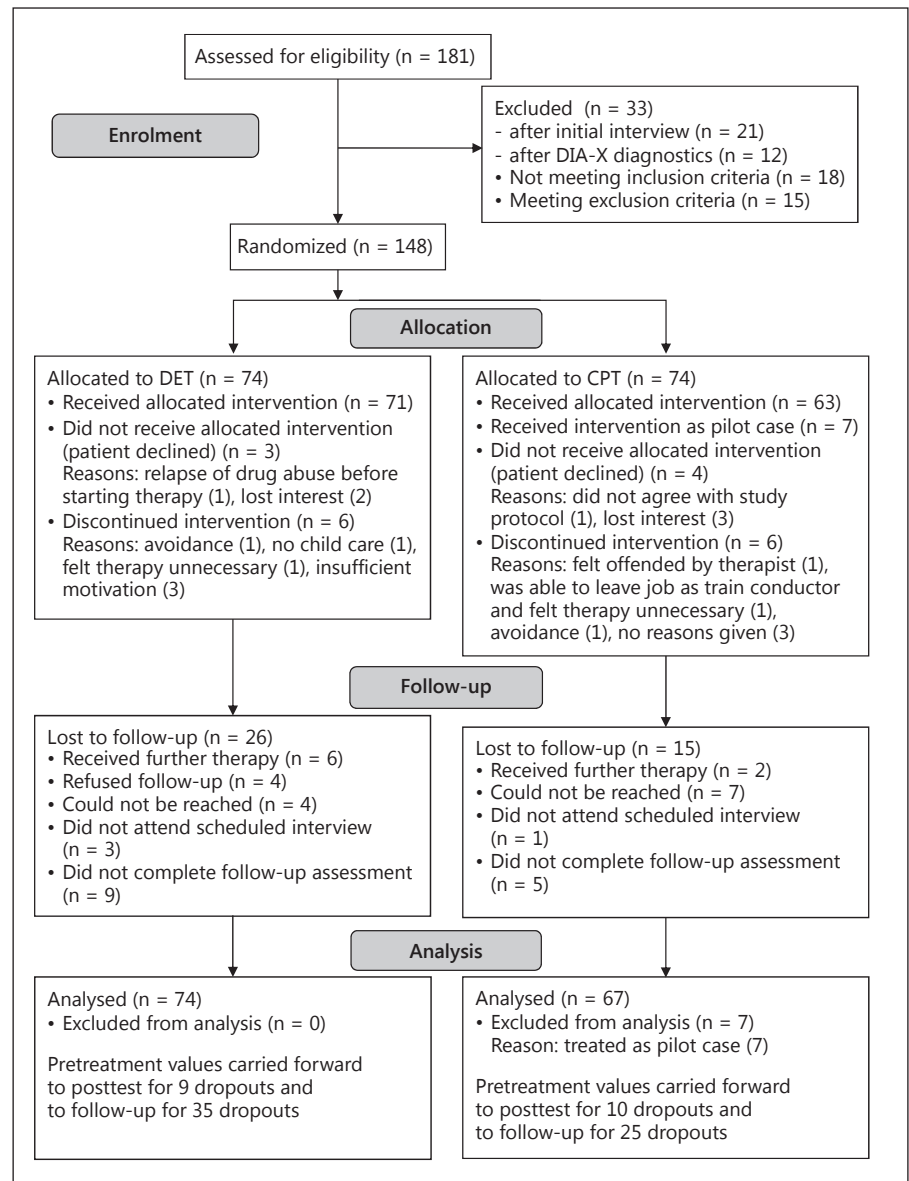 Assessed for eligibility (n = 181)
Enrolment
Excluded (n = 33)
- after initial interview (n = 21)
- after DIA-X diagnostics (n = 12)
• Not meeting inclusion criteria (n = 18)
• Meeting exclusion criteria (n = 15)
Randomized (n = 148)
Allocation
Allocated to DET (n = 74)
• Received allocated intervention (n = 71)
• Did not receive allocated intervention
(patient declined) (n = 3)
Reasons: relapse of drug abuse before
starting therapy (1), lost interest (2)
• Discontinued intervention (n = 6)
Reasons: avoidance (1), no child care (1),
felt therapy unnecessary (1), insufficient
motivation (3)
Allocated to CPT (n = 74)
• Received allocated intervention (n = 63)
• Received intervention as pilot case (n = 7)
• Did not receive allocated intervention
(patient declined) (n = 4)
Reasons: did not agree with study
protocol (1), lost interest (3)
• Discontinued intervention (n = 6)
Reasons: felt offended by therapist (1),
was able to leave job as train conductor
and felt therapy unnecessary (1),
avoidance (1), no reasons given (3)
Follow-up
Lost to follow-up (n = 26)
• Received further therapy (n = 6)
• Refused follow-up (n = 4)
• Could not be reached (n = 4)
• Did not attend scheduled interview
(n = 3)
• Did not complete follow-up assessment
(n = 9)
Lost to follow-up (n = 15)
• Received further therapy (n = 2)
• Could not be reached (n = 7)
• Did not attend scheduled interview
(n = 1)
• Did not complete follow-up assessment
(n = 5)
Analysis
Analysed (n = 74)
• Excluded from analysis (n = 0)
Pretreatment values carried forward
to posttest for 9 dropouts and
to follow-up for 35 dropouts
Analysed (n = 67)
• Excluded from analysis (n = 7)
Reason: treated as pilot case (7)
Pretreatment values carried forward
to posttest for 10 dropouts and
to follow-up for 25 dropouts